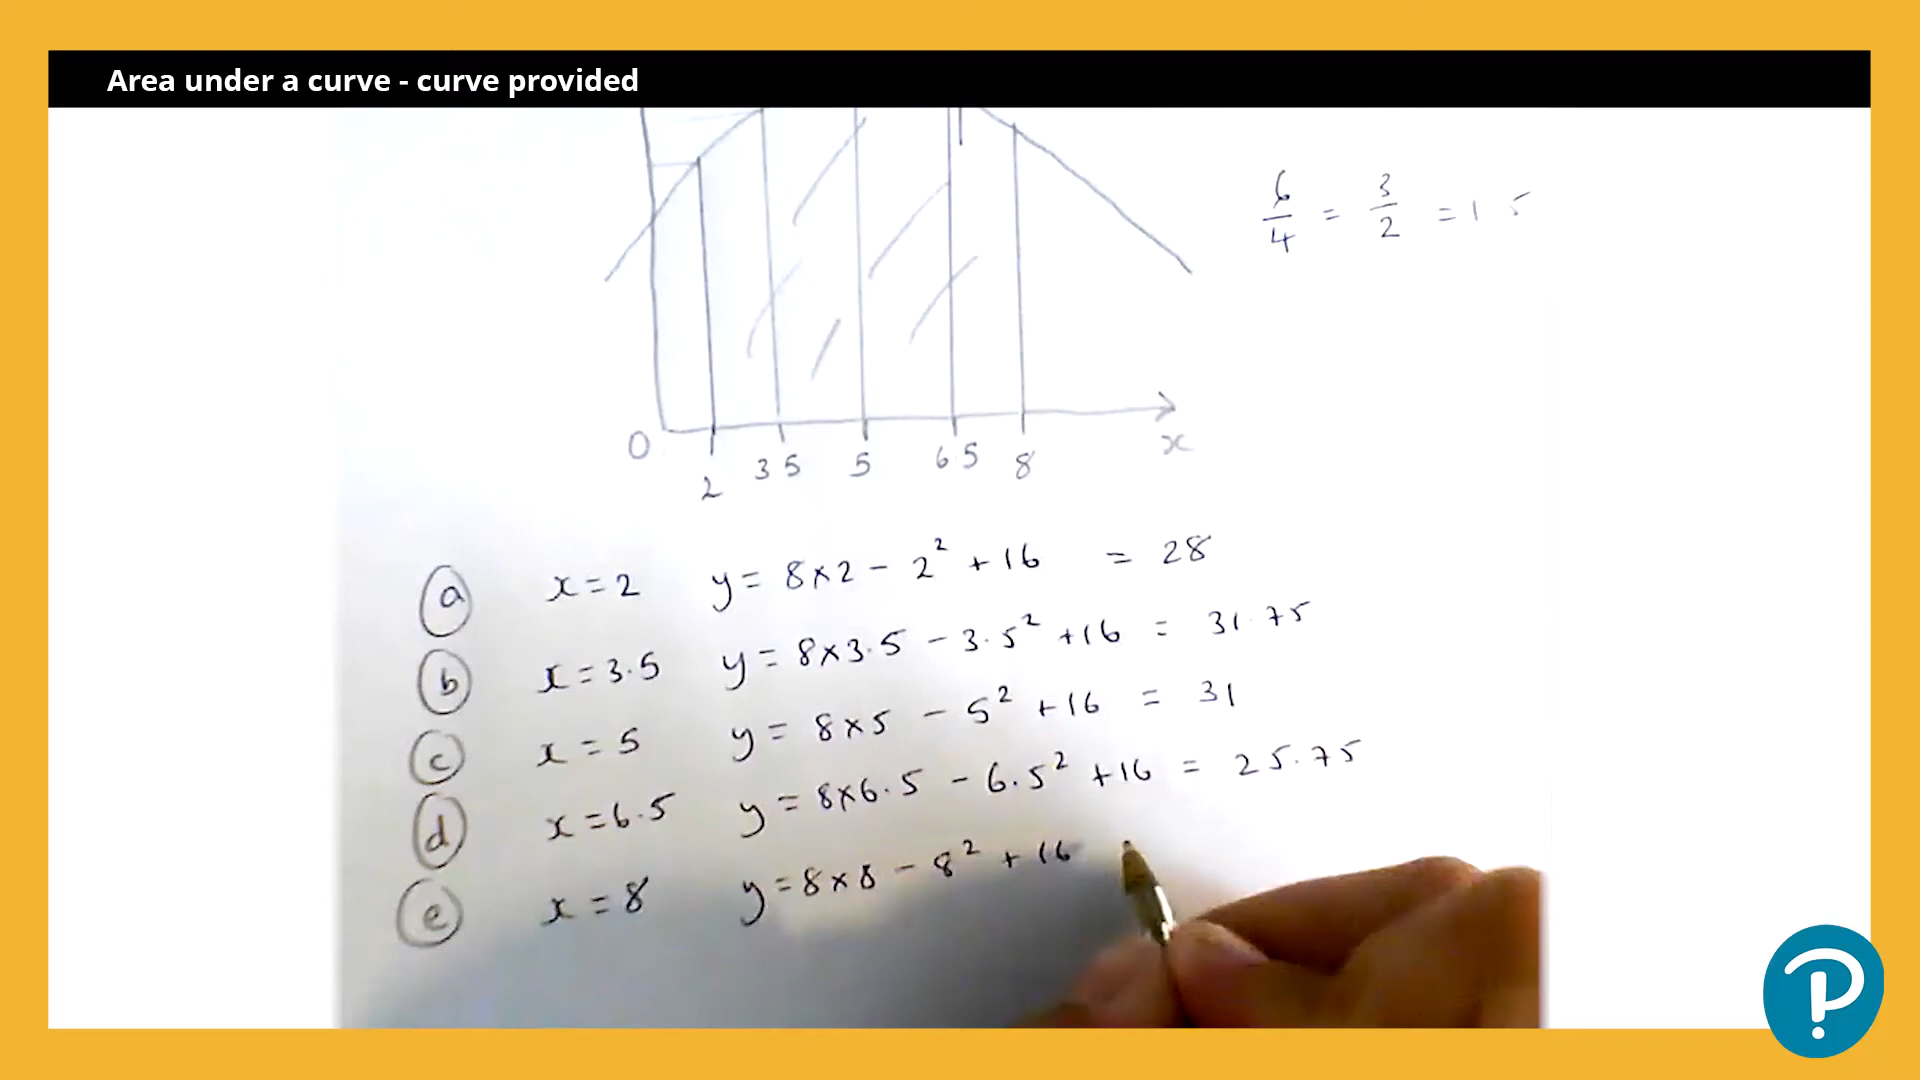 Area under a curve - curve provided
6/4 = 3/2 = 1 5
0 2 3 5 5 6.5 8 x
a x = 2 y = 8×2 - 2² + 16 = 28
b x = 3.5 y = 8×3.5 - 3.5² + 16 = 31.75
c x = 5 y = 8×5 - 5² + 16 = 31
d x = 6.5 y = 8×6.5 - 6.5² + 16 = 25.75
e x = 8 y = 8×8 - 8² + 16
P